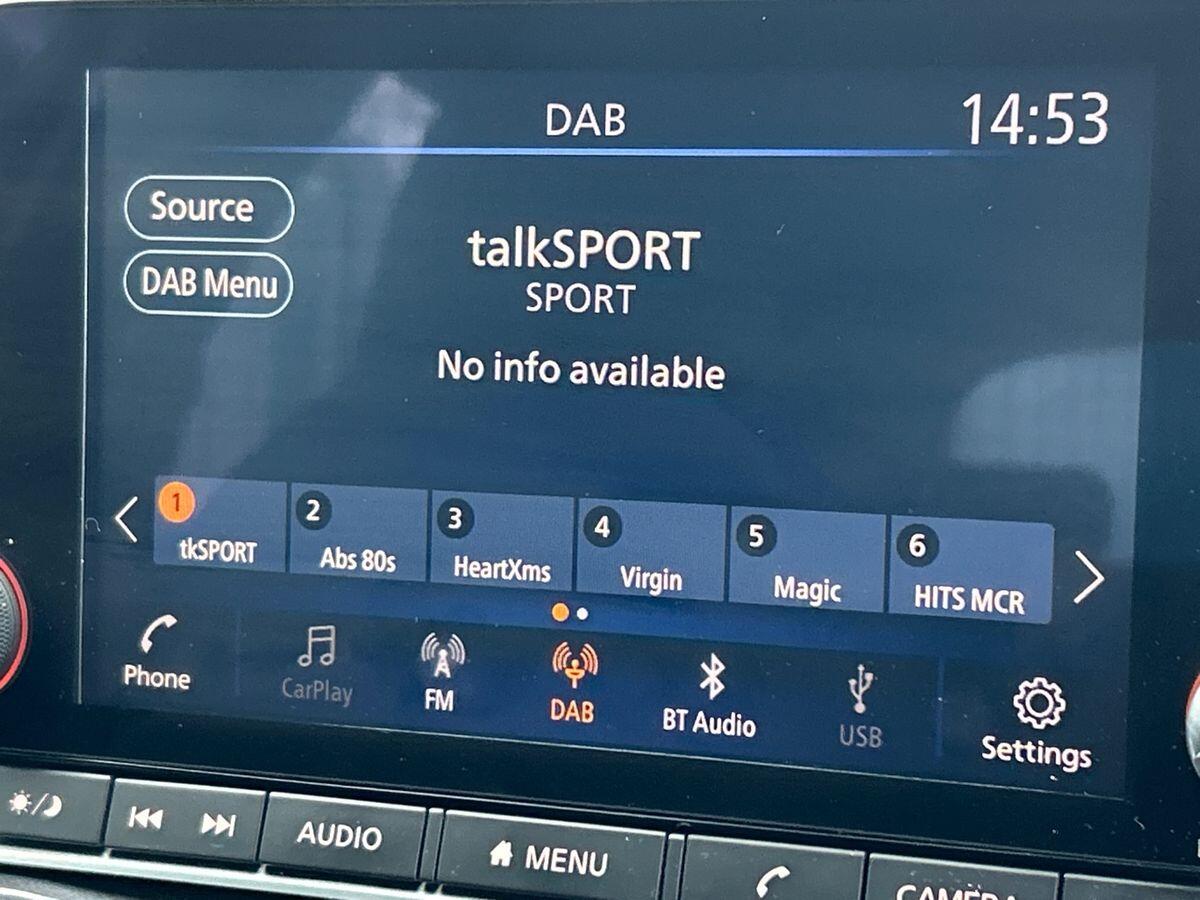 DAB
14:53
Source
DAB Menu
talkSPORT
SPORT
No info available
1
tkSPORT
2
Abs 80s
3
HeartXms
4
Virgin
5
Magic
6
HITS MCR
Phone
CarPlay
FM
DAB
BT Audio
USB
Settings
AUDIO
MENU
CAMERA